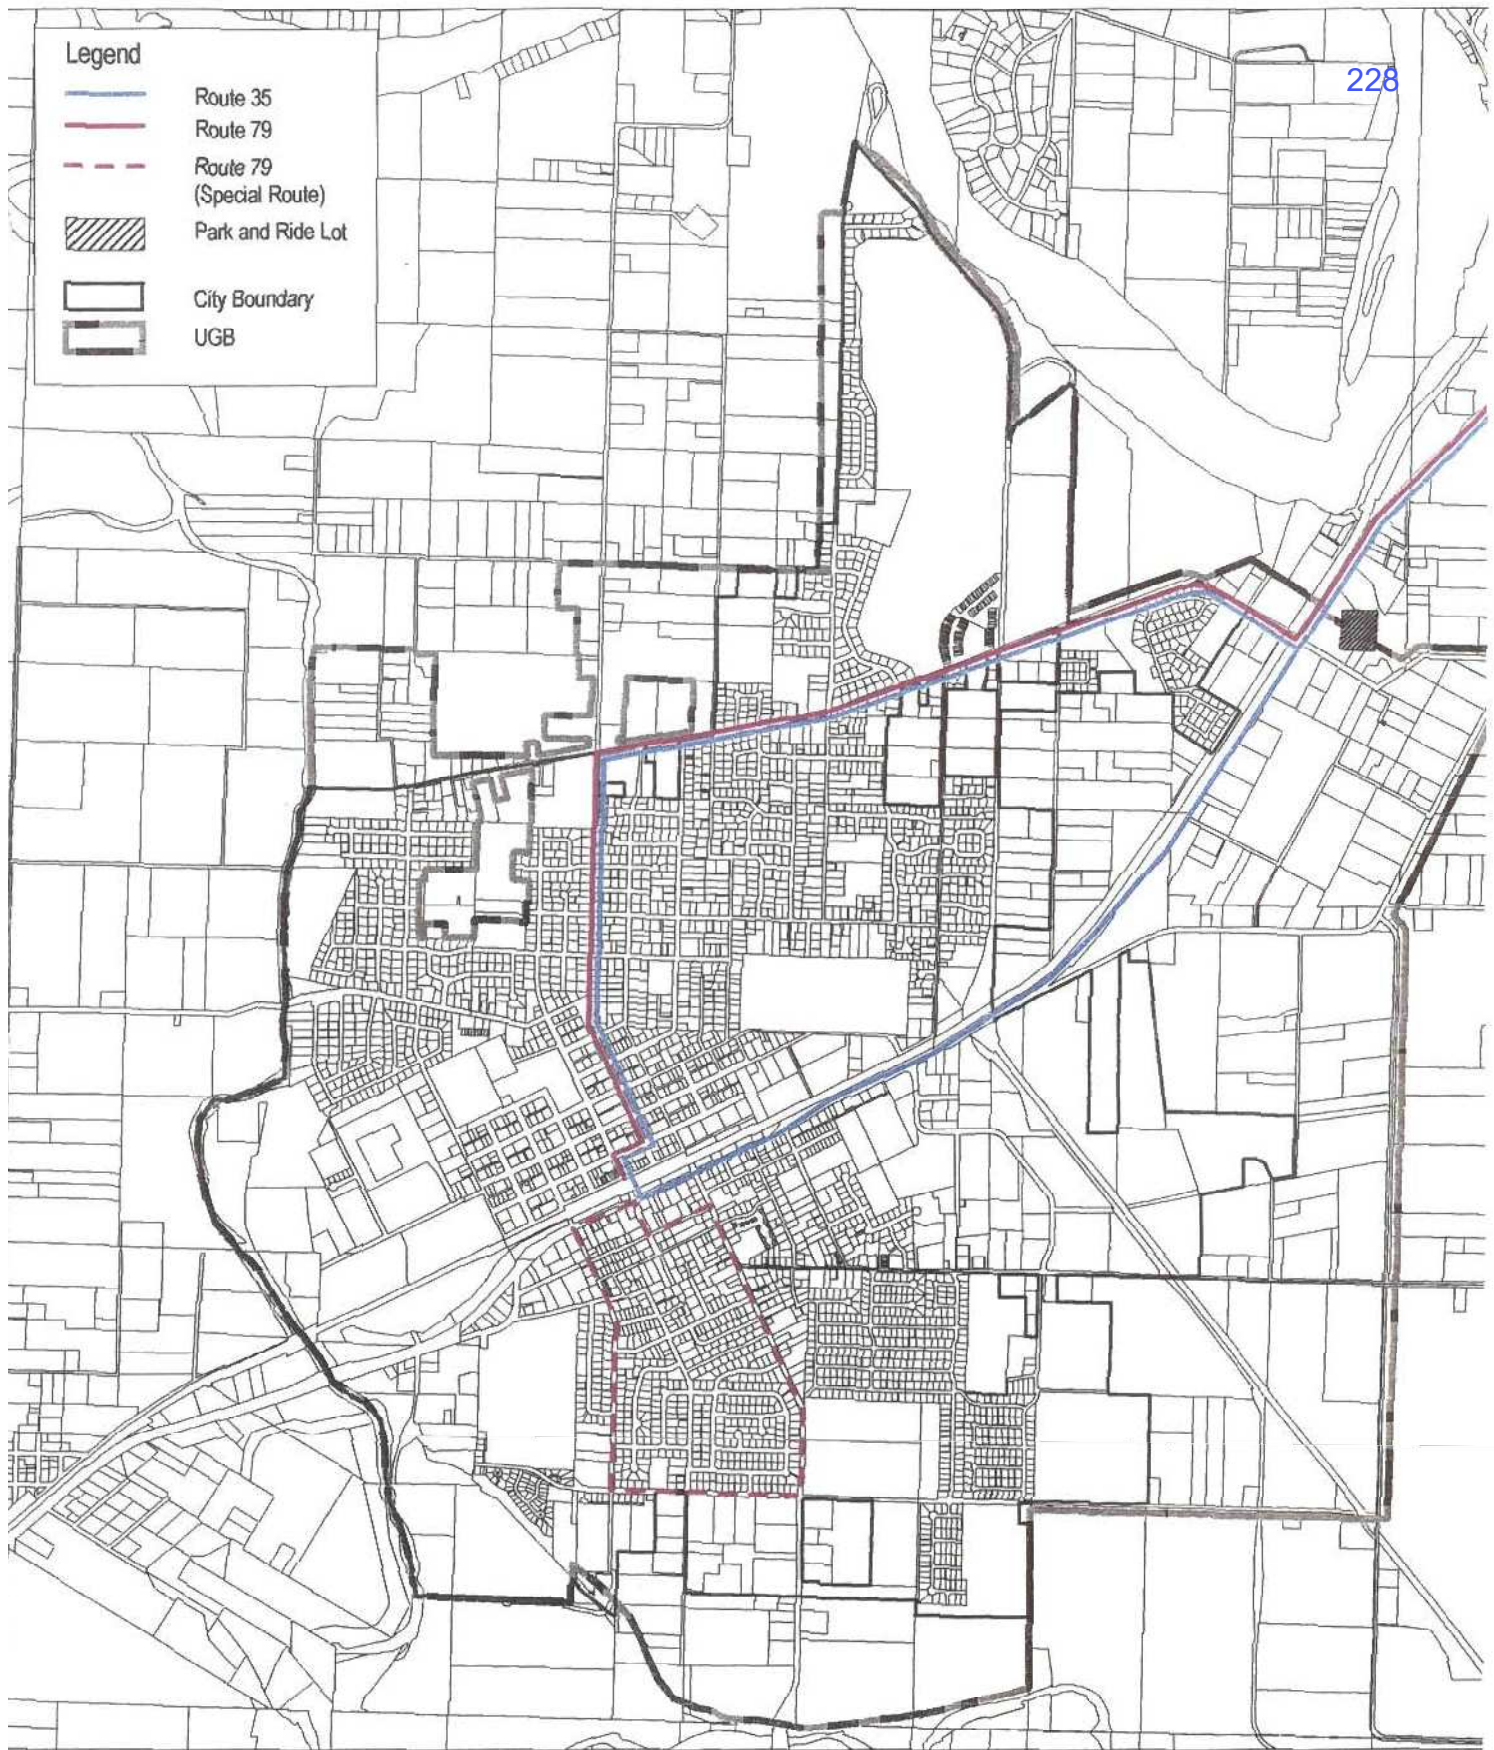 Legend
228
Route 35
Route 79
Route 79
(Special Route)
Park and Ride Lot
City Boundary
UGB